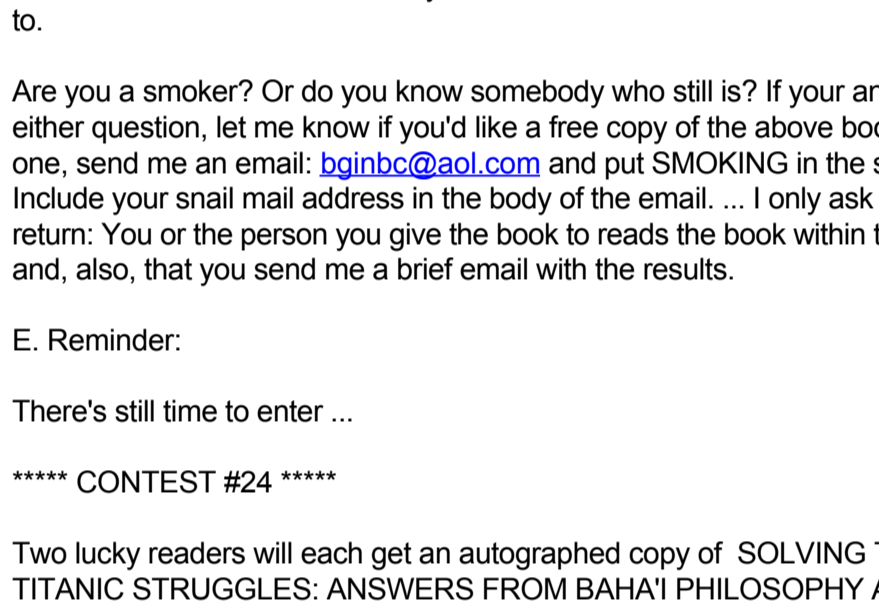 to.
Are you a smoker? Or do you know somebody who still is? If your
either question, let me know if you'd like a free copy of the above
one, send me an email: bginbc@aol.com and put SMOKING in the
Include your snail mail address in the body of the email. ... I only ask
return: You or the person you give the book to reads the book within
and, also, that you send me a brief email with the results.
E. Reminder:
There's still time to enter ...
***** CONTEST #24 *****
Two lucky readers will each get an autographed copy of SOLVING
TITANIC STRUGGLES: ANSWERS FROM BAHA'I PHILOSOPHY